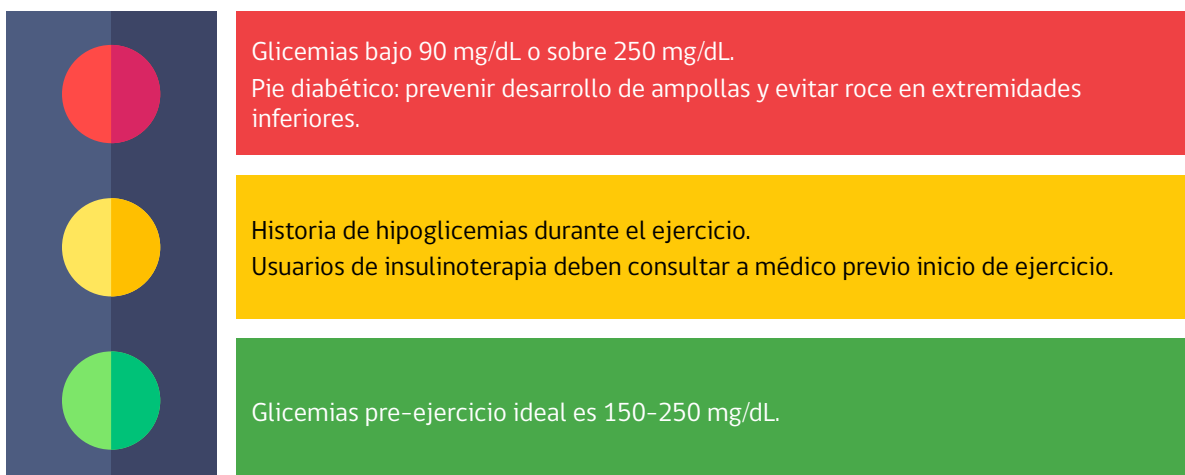 Glicemias bajo 90 mg/dL o sobre 250 mg/dL.
Pie diabético: prevenir desarrollo de ampollas y evitar roce en extremidades
inferiores.
Historia de hipoglicemias durante el ejercicio.
Usuarios de insulinoterapia deben consultar a médico previo inicio de ejercicio.
Glicemias pre-ejercicio ideal es 150-250 mg/dL.